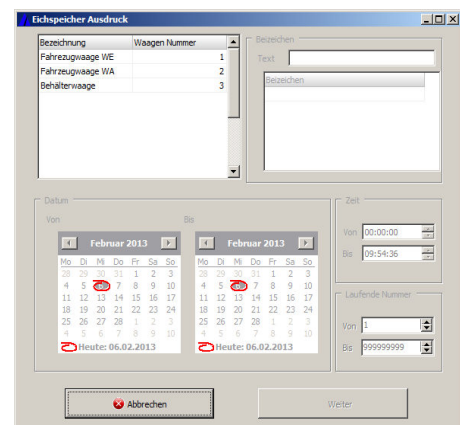 Eichspeicher Ausdruck
Bezeichnung Waagen Nummer
Fahrzeugwaage WE 1
Fahrzeugwaage WA 2
Behälterwaage 3
Beizeichen
Text
Beizeichen
Datum
Von Bis
Februar 2013 Februar 2013
Mo Di Mi Do Fr Sa So Mo Di Mi Do Fr Sa So
28 29 30 31 1 2 3 28 29 30 31 1 2 3
4 5 7 8 9 10 4 5 7 8 9 10
11 12 13 14 15 16 17 11 12 13 14 15 16 17
18 19 20 21 22 23 24 18 19 20 21 22 23 24
25 26 27 28 1 2 3 25 26 27 28 1 2 3
4 5 6 7 8 9 10 4 5 6 7 8 9 10
Heute: 06.02.2013 Heute: 06.02.2013
Zeit
Von 00:00:00
Bis 09:54:36
Laufende Nummer
Von 1
Bis 999999999
Abbrechen Weiter